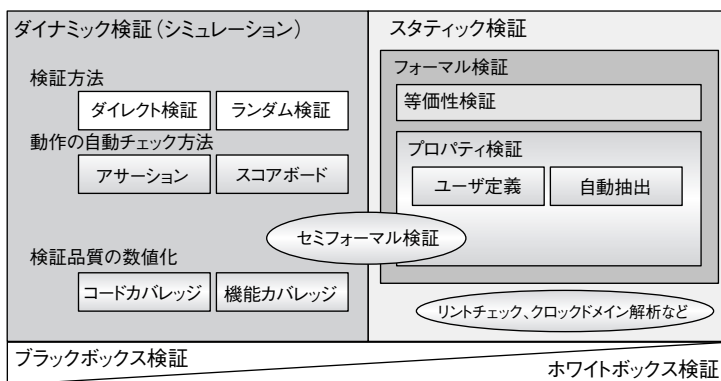 ダイナミック検証（シミュレーション）
検証方法
ダイレクト検証
ランダム検証
動作の自動チェック方法
アサーション
スコアボード
検証品質の数値化
コードカバレッジ
機能カバレッジ
セミフォーマル検証
スタティック検証
フォーマル検証
等価性検証
プロパティ検証
ユーザ定義
自動抽出
リントチェック、クロックドメイン解析など
ブラックボックス検証
ホワイトボックス検証